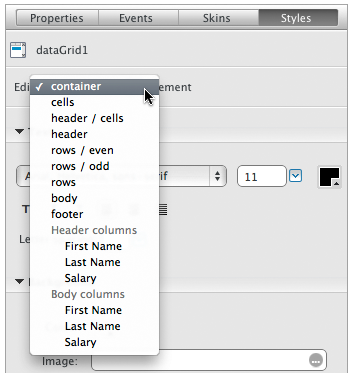 Properties Events Skins Styles
dataGrid1
Edi ement
✓ container
cells
header / cells
header
rows / even
rows / odd
rows
body
footer
Header columns
First Name
Last Name
Salary
Body columns
First Name
Last Name
Salary
11
Image: